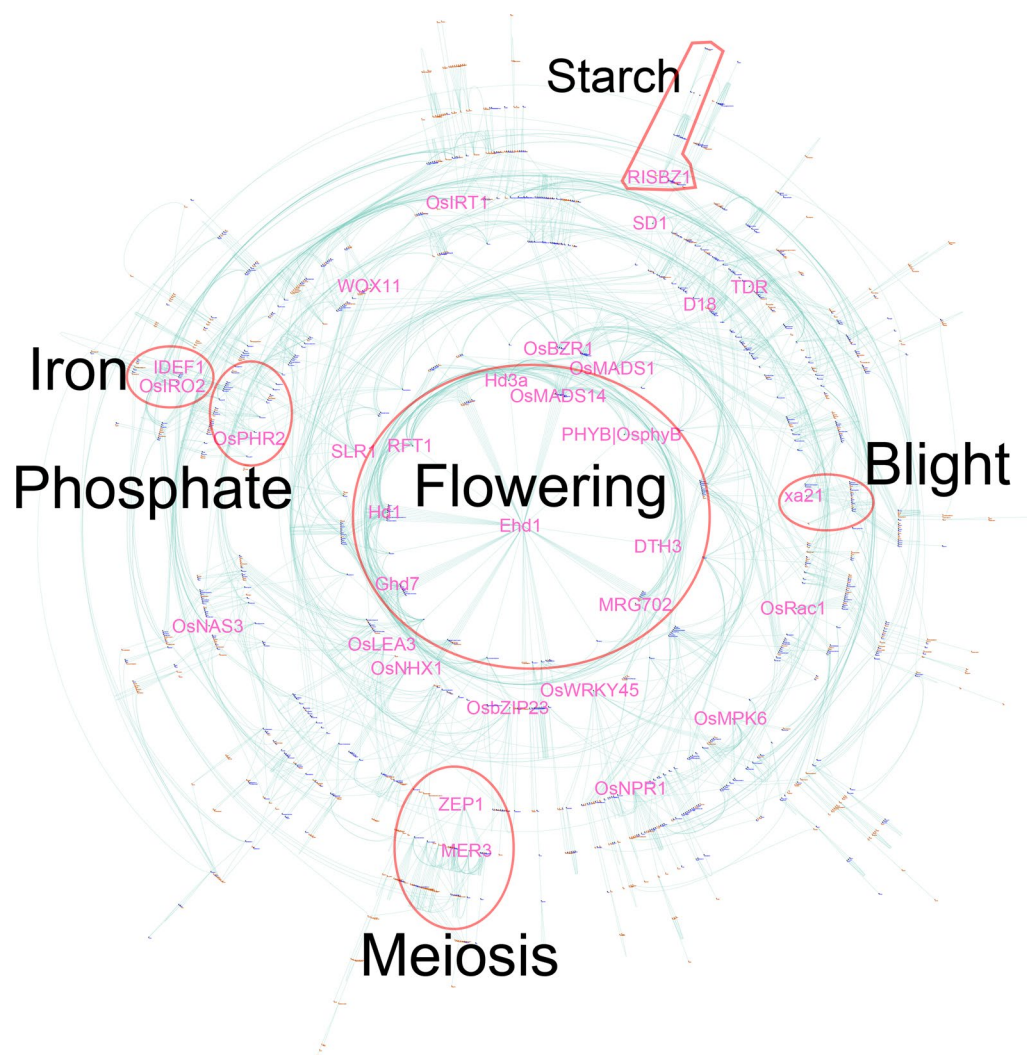 Starch
RISBZ1
OsIRT1
SD1
WOX11
TDR
D18
OsBZR1
Iron
IDEF1
OsIRO2
OsMADS1
Hd3a
OsMADS14
OsPHR2
PHYB|OsphyB
SLR1
RFT1
Phosphate
Flowering
Blight
xa21
Hd1
Ehd1
DTH3
Ghd7
MRG702
OsRac1
OsNAS3
OsLEA3
OsNHX1
OsWRKY45
OsbZIP23
OsMPK6
OsNPR1
ZEP1
MER3
Meiosis